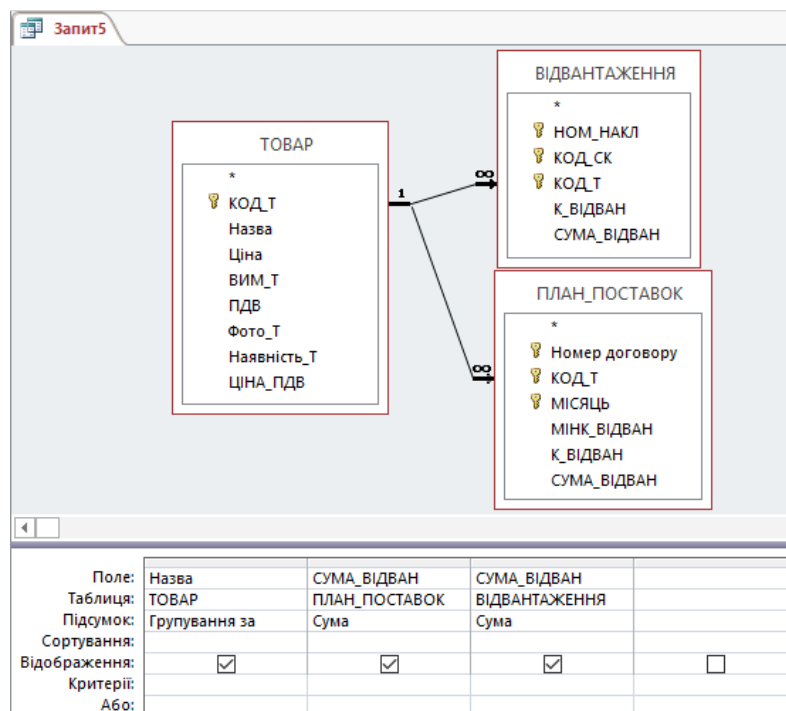 Запит5
ТОВАР
*
КОД_Т
Назва
Ціна
ВИМ_Т
ПДВ
Фото_Т
Наявність_Т
ЦІНА_ПДВ
1
∞
∞
ВІДВАНТАЖЕННЯ
*
НОМ_НАКЛ
КОД_СК
КОД_Т
К_ВІДВАН
СУМА_ВІДВАН
ПЛАН_ПОСТАВОК
*
Номер договору
КОД_Т
МІСЯЦЬ
МІНК_ВІДВАН
К_ВІДВАН
СУМА_ВІДВАН
Поле: Назва СУМА_ВІДВАН СУМА_ВІДВАН
Таблиця: ТОВАР ПЛАН_ПОСТАВОК ВІДВАНТАЖЕННЯ
Підсумок: Групування за Сума Сума
Сортування:
Відображення:
Критерії:
Або: